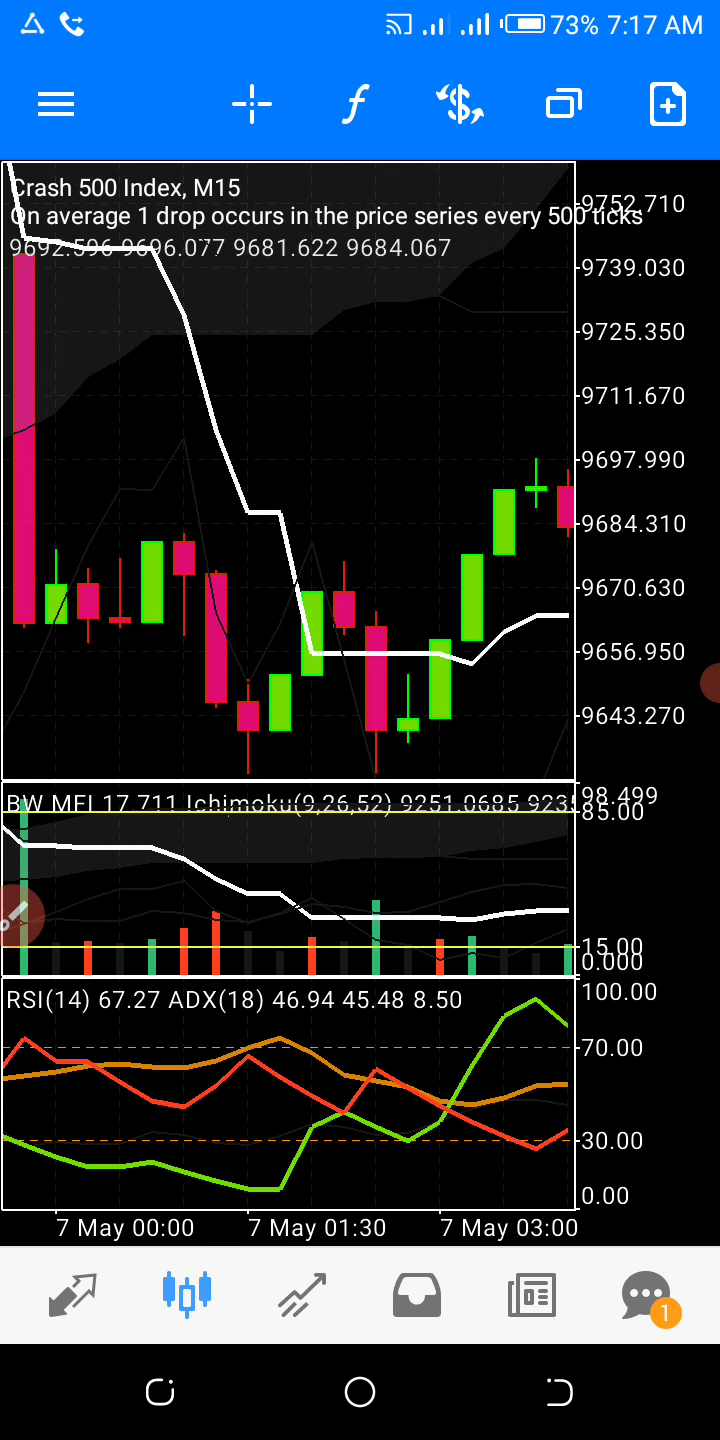 73% 7:17 AM
Crash 500 Index, M15
On average 1 drop occurs in the price series every 500 ticks
9692.596 9696.077 9681.622 9684.067
9752.710
9739.030
9725.350
9711.670
9697.990
9684.310
9670.630
9656.950
9643.270
BW MFI 17.711 Ichimoku(9,26,52) 9251.0685
98.499
85.00
15.00
0.000
RSI(14) 67.27 ADX(18) 46.94 45.48 8.50
100.00
70.00
30.00
0.00
7 May 00:00 7 May 01:30 7 May 03:00
1